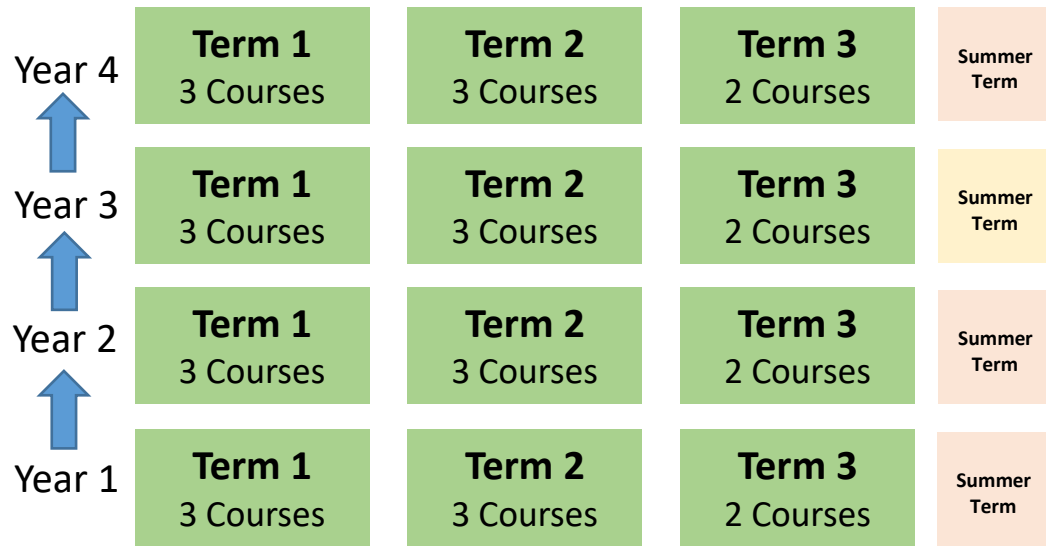 Year 4
Term 1
3 Courses
Term 2
3 Courses
Term 3
2 Courses
Summer
Term
Year 3
Term 1
3 Courses
Term 2
3 Courses
Term 3
2 Courses
Summer
Term
Year 2
Term 1
3 Courses
Term 2
3 Courses
Term 3
2 Courses
Summer
Term
Year 1
Term 1
3 Courses
Term 2
3 Courses
Term 3
2 Courses
Summer
Term